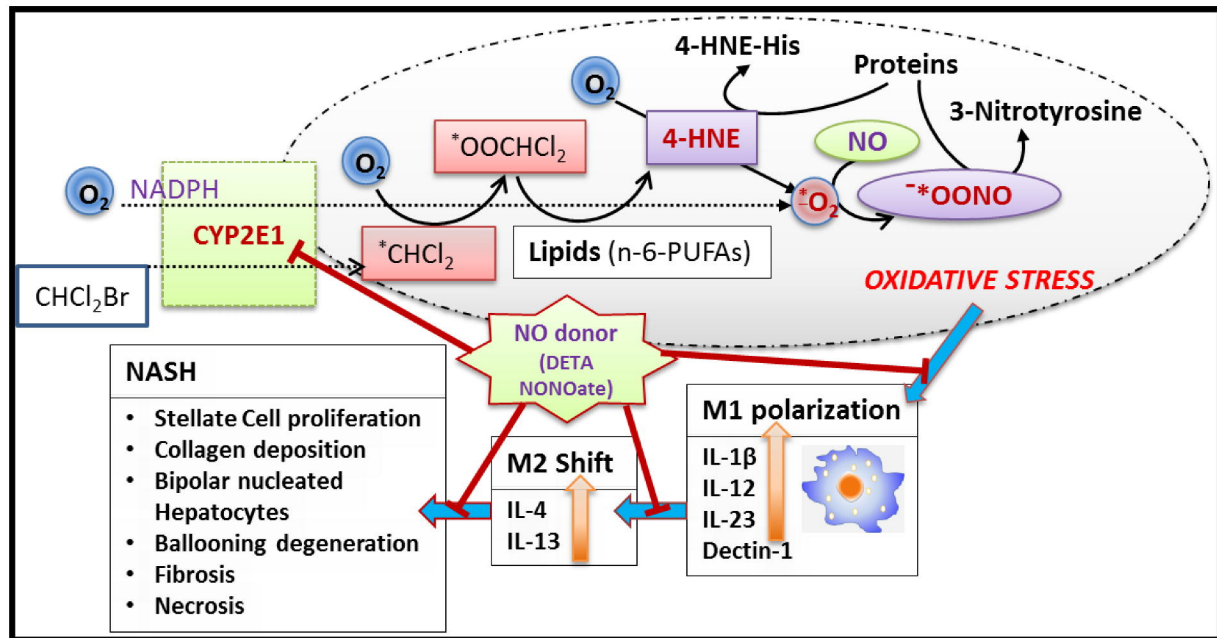 4-HNE-His
Proteins
O2
3-Nitrotyrosine
*OOCHCl2
4-HNE
NO
O2
O2
NADPH
*O2
-*OONO
CYP2E1
*CHCl2
Lipids (n-6-PUFAs)
CHCl2Br
OXIDATIVE STRESS
NO donor
(DETA
NONOate)
NASH
• Stellate Cell proliferation
• Collagen deposition
• Bipolar nucleated
Hepatocytes
• Ballooning degeneration
• Fibrosis
• Necrosis
M2 Shift
IL-4
IL-13
M1 polarization
IL-1β
IL-12
IL-23
Dectin-1